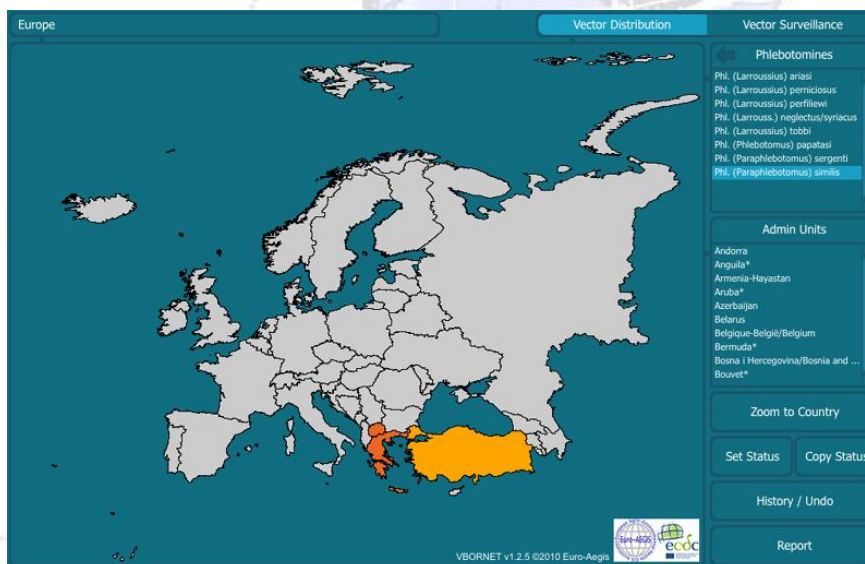 Europe
Vector Distribution
Vector Surveillance
Phlebotomines
Phl. (Larroussius) ariasi
Phl. (Larroussius) perniciosus
Phl. (Larroussius) perfiliewi
Phl. (Larrouss.) neglectus/syriacus
Phl. (Larroussius) tobbi
Phl. (Phlebotomus) papatasi
Phl. (Paraphlebotomus) sergenti
Phl. (Paraphlebotomus) similis
Admin Units
Andorra
Anguila*
Armenia-Hayastan
Aruba*
Azerbaijan
Belarus
Belgique-België/Belgium
Bermuda*
Bosna i Hercegovina/Bosnia and ...
Bouvet*
Zoom to Country
Set Status
Copy Status
History / Undo
Report
VBORNET v1.2.5 ©2010 Euro-Aegis
Euro-AEGIS
ecdc